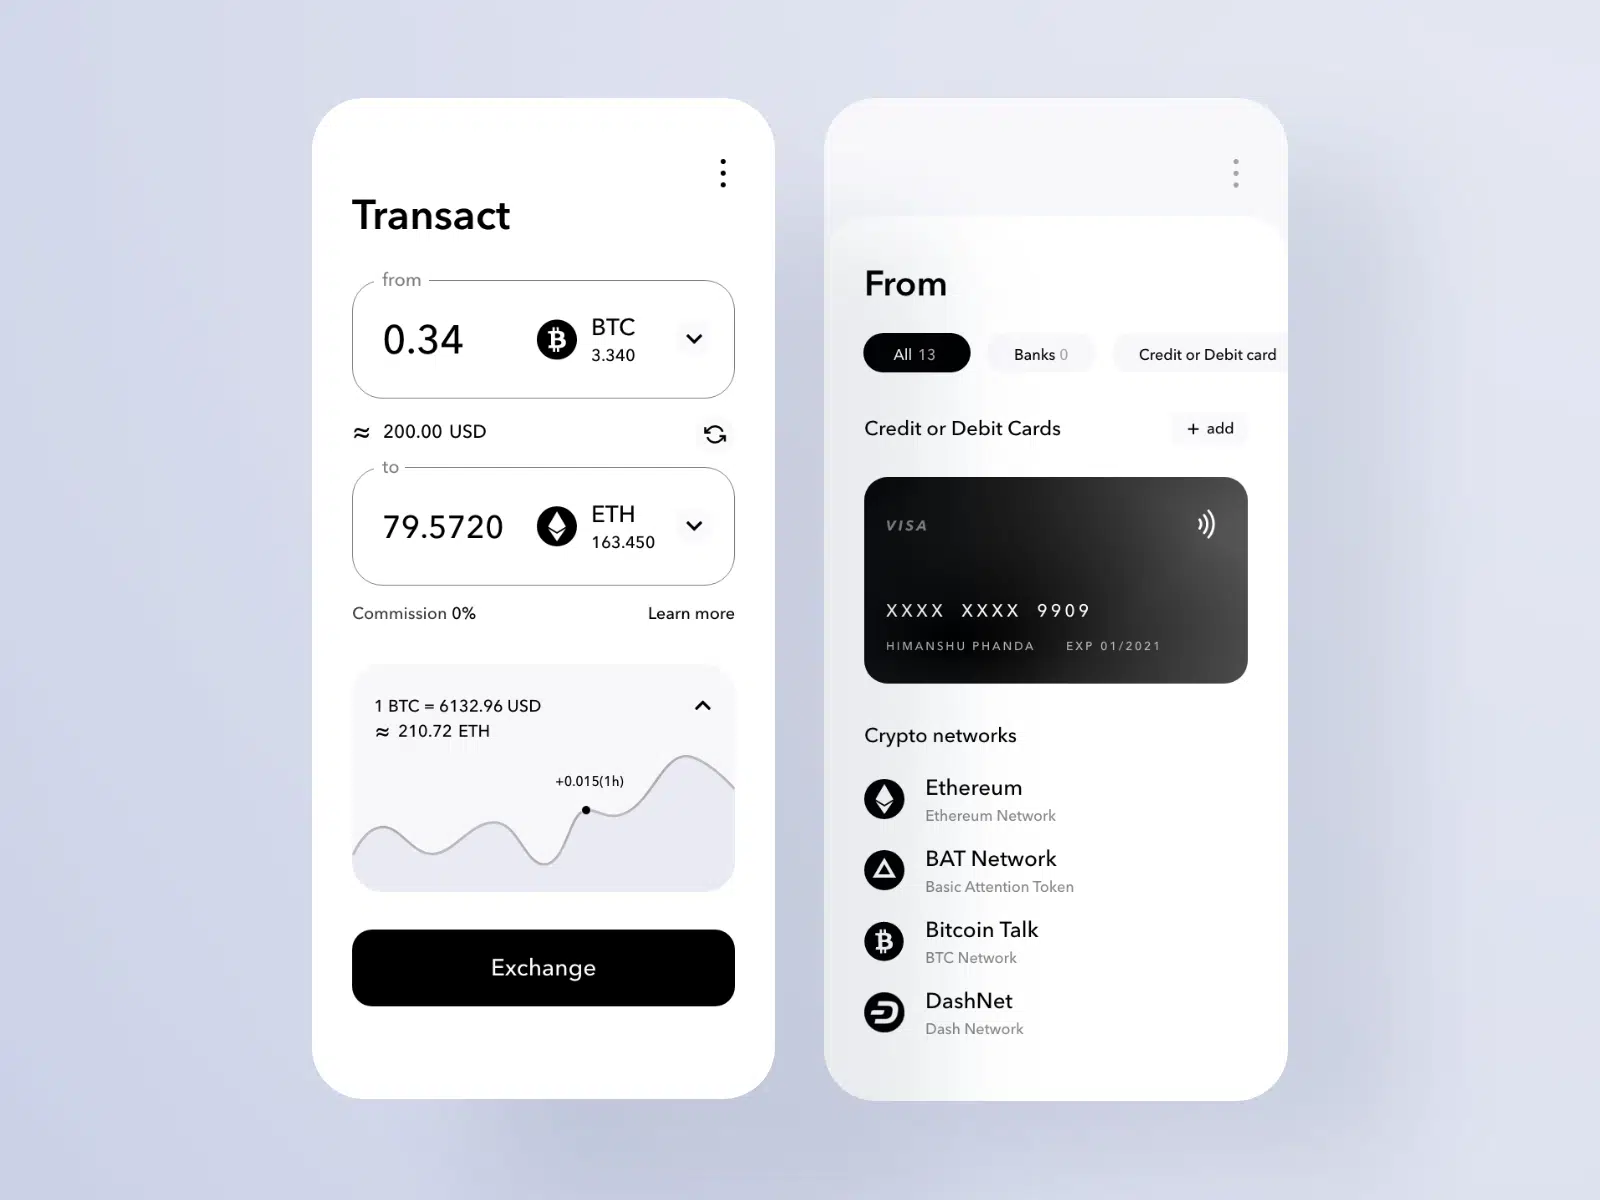 Transact
from
0.34
BTC
3.340
≈ 200.00 USD
to
79.5720
ETH
163.450
Commission 0%
Learn more
1 BTC = 6132.96 USD
≈ 210.72 ETH
+0.015(1h)
Exchange
From
All 13
Banks 0
Credit or Debit card
Credit or Debit Cards
+ add
VISA
XXXX XXXX 9909
HIMANSHU PHANDA EXP 01/2021
Crypto networks
Ethereum
Ethereum Network
BAT Network
Basic Attention Token
Bitcoin Talk
BTC Network
DashNet
Dash Network